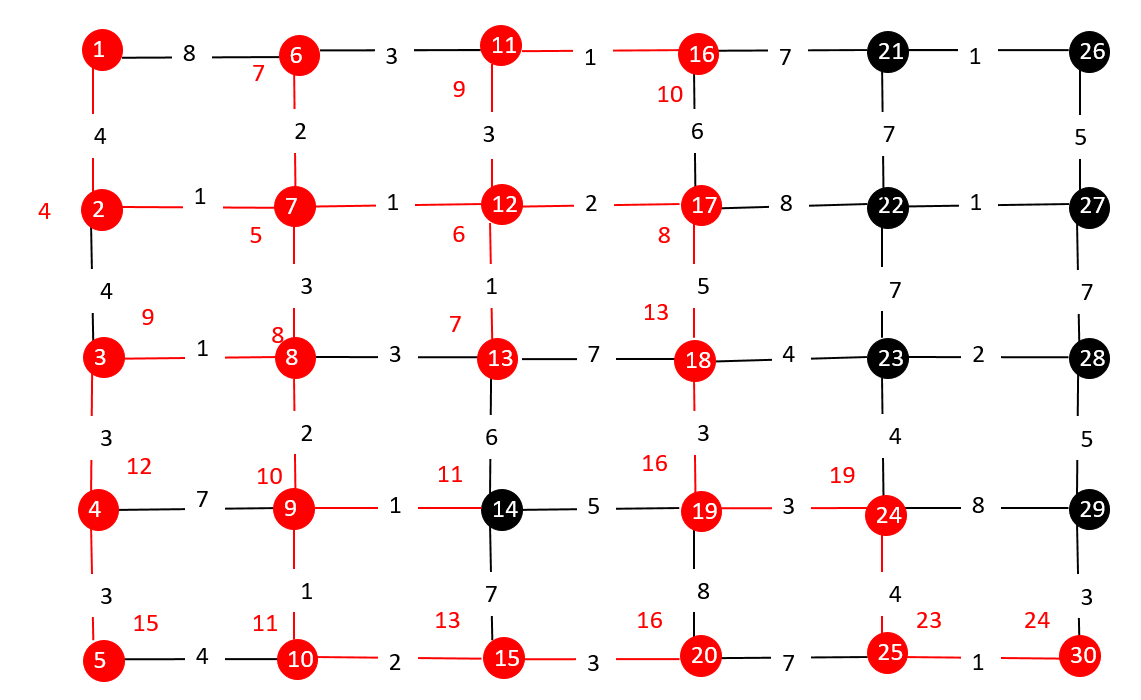 1 8 6 3 11 1 16 7 21 1 26
7 9 10
4 2 3 6 7 5
4 2 1 7 1 12 2 17 8 22 1 27
5 6 8
4 3 1 5 7 7
9 8 7 13
3 1 8 3 13 7 18 4 23 2 28
3 2 6 3 4 5
12 10 11 16 19
4 7 9 1 14 5 19 3 24 8 29
3 1 7 8 4 3
15 11 13 16 23 24
5 4 10 2 15 3 20 7 25 1 30